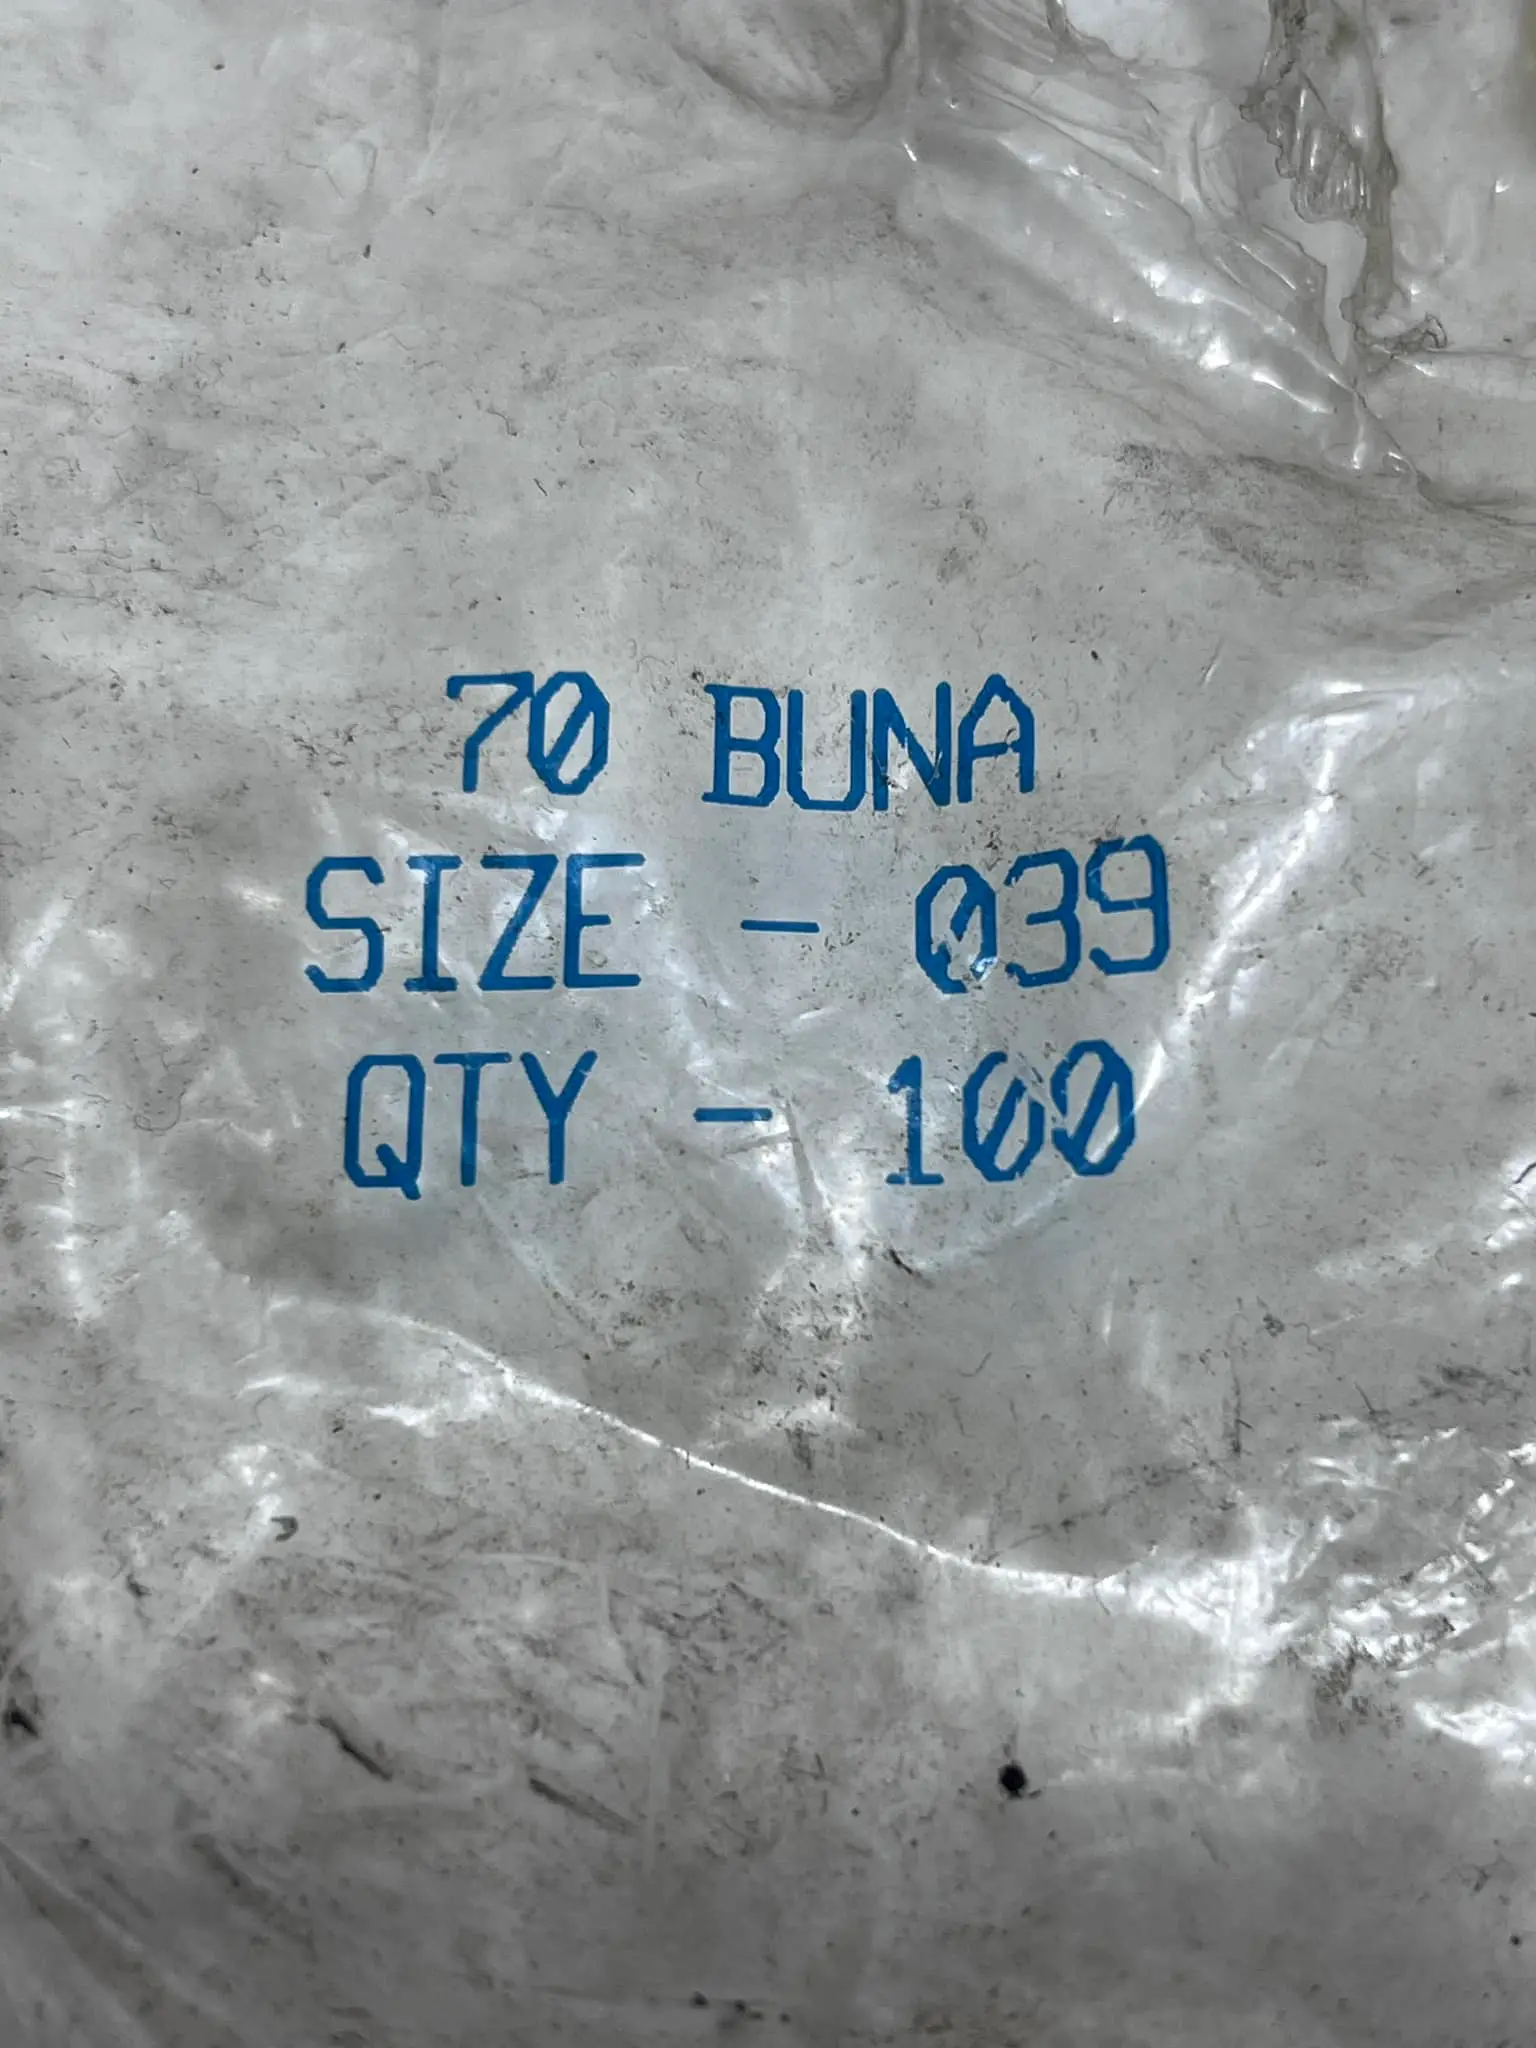 70 BUNA
SIZE - 039
QTY - 100